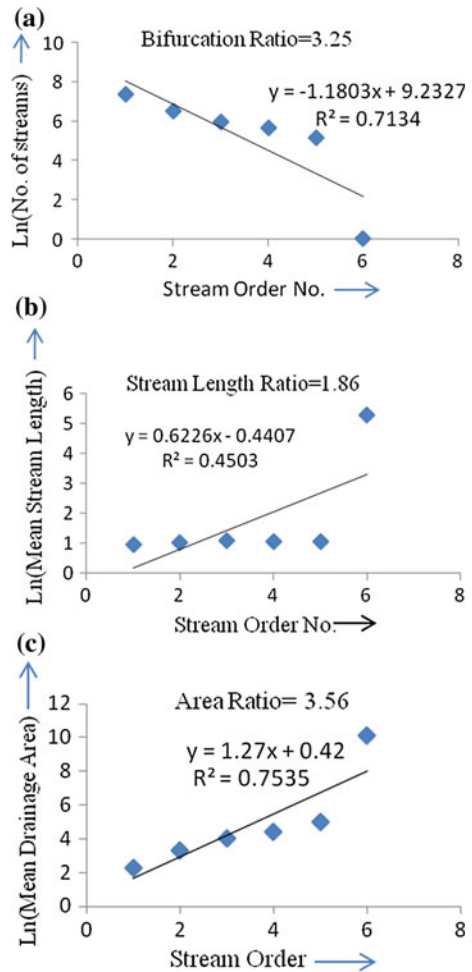 (a)
Bifurcation Ratio=3.25
y = -1.1803x + 9.2327
R² = 0.7134
Ln(No. of streams)
10
8
6
4
2
0
0 2 4 6 8
Stream Order No.
(b)
Stream Length Ratio=1.86
y = 0.6226x - 0.4407
R² = 0.4503
Ln(Mean Stream Length)
6
5
4
3
2
1
0
0 2 4 6 8
Stream Order No.
(c)
Area Ratio= 3.56
y = 1.27x + 0.42
R² = 0.7535
Ln(Mean Drainage Area)
12
10
8
6
4
2
0
0 2 4 6 8
Stream Order